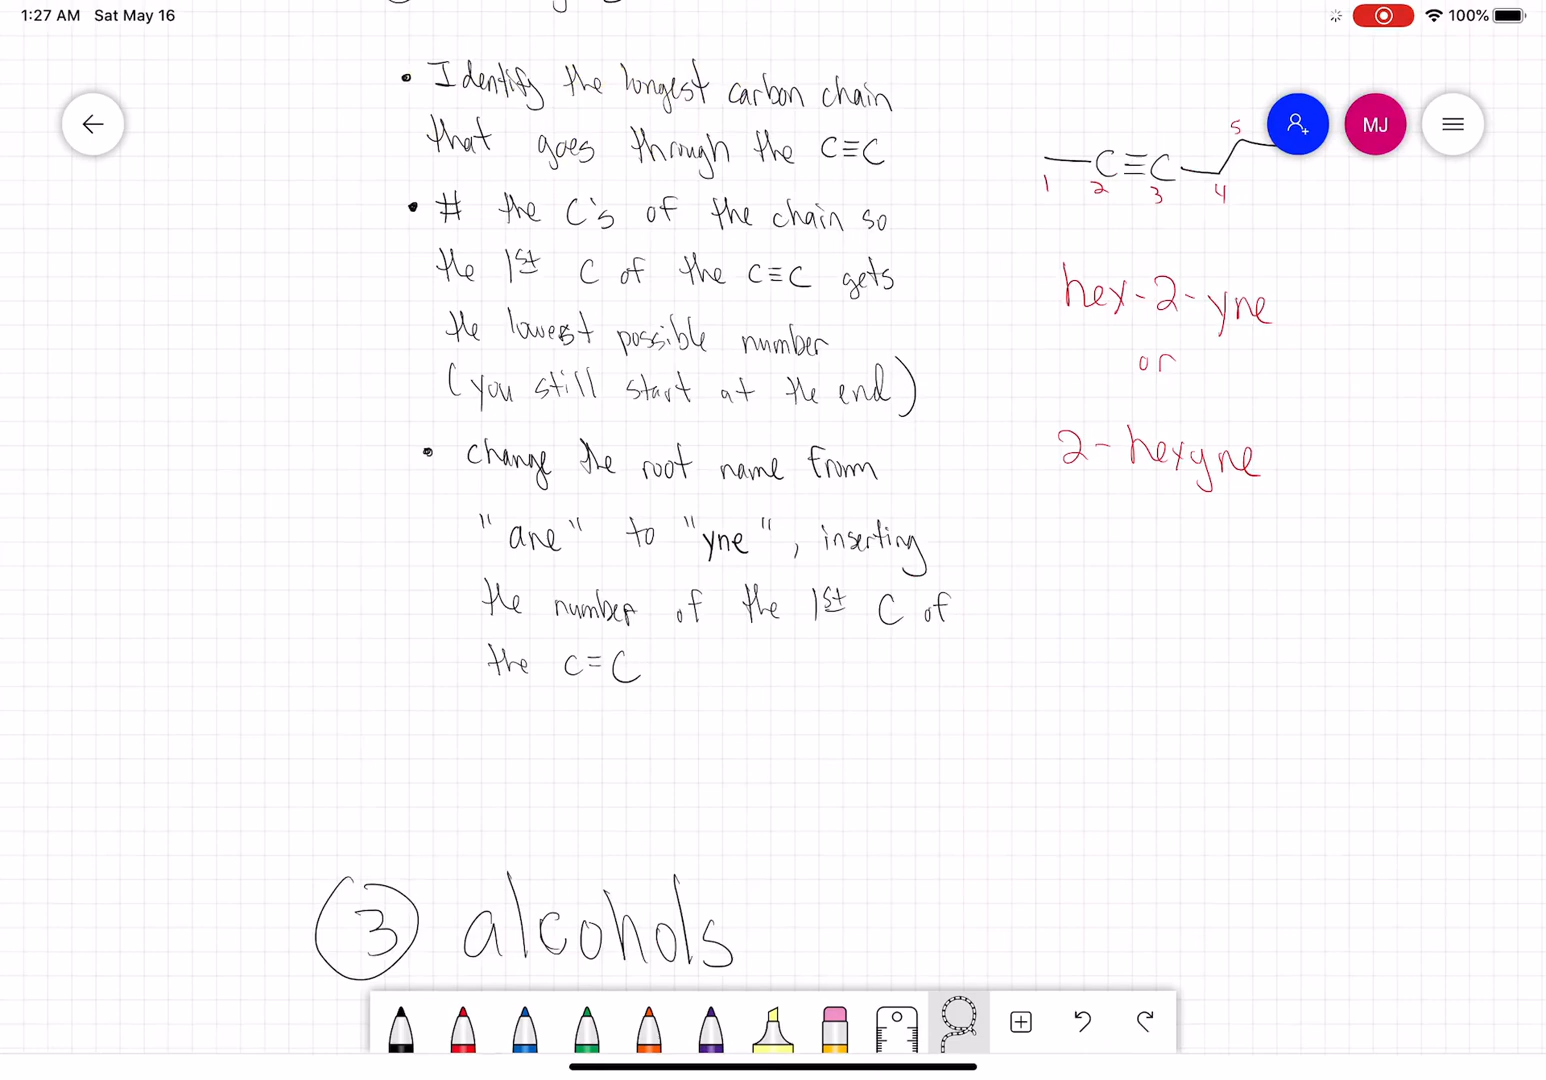 1:27 AM Sat May 16
100%
• Identify the longest carbon chain
that goes through the C≡C
• # the C's of the chain so
the 1st C of the C≡C gets
the lowest possible number
(you still start at the end)
• change the root name from
"ane" to "yne", inserting
the number of the 1st C of
the C=C
5
MJ
C≡C
1 2 3 4
hex-2-yne
or
2-hexyne
3 alcohols